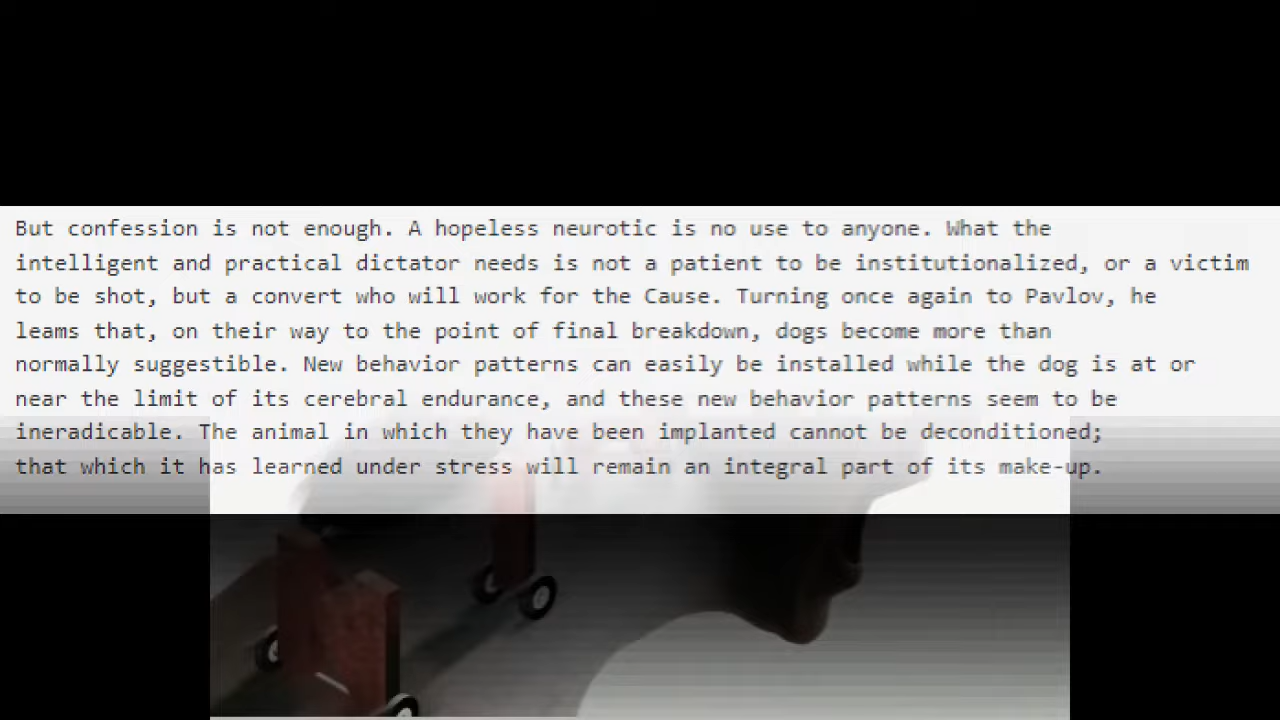 But confession is not enough. A hopeless neurotic is no use to anyone. What the
intelligent and practical dictator needs is not a patient to be institutionalized, or a victim
to be shot, but a convert who will work for the Cause. Turning once again to Pavlov, he
leams that, on their way to the point of final breakdown, dogs become more than
normally suggestible. New behavior patterns can easily be installed while the dog is at or
near the limit of its cerebral endurance, and these new behavior patterns seem to be
ineradicable. The animal in which they have been implanted cannot be deconditioned;
that which it has learned under stress will remain an integral part of its make-up.